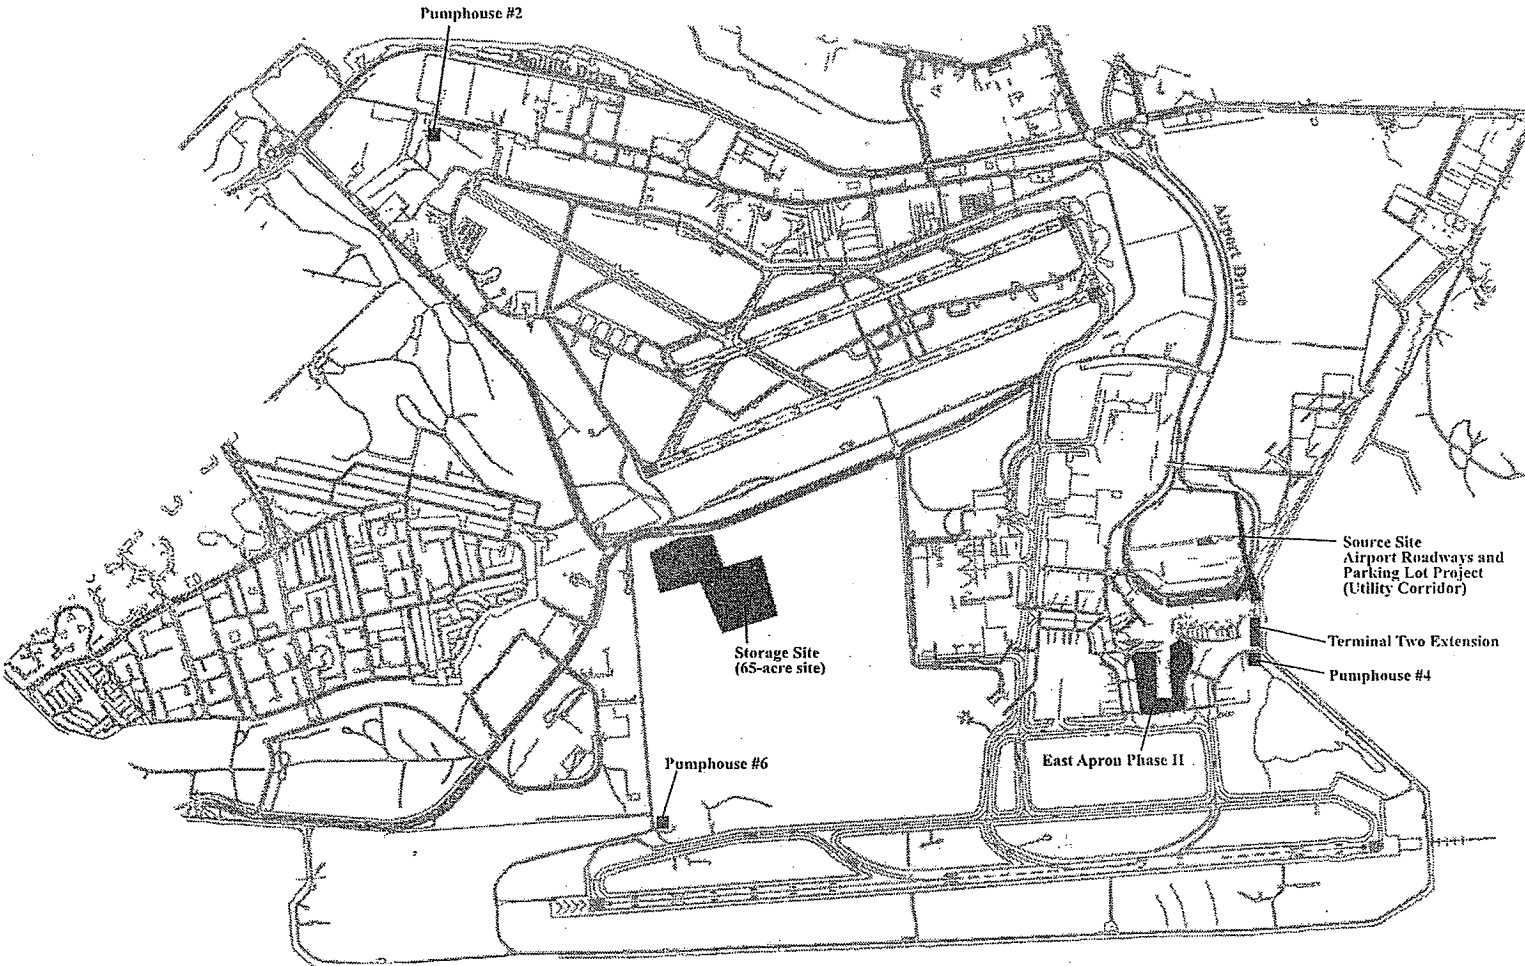 Pumphouse #2
Airport Drive
Source Site
Airport Roadways and
Parking Lot Project
(Utility Corridor)
Terminal Two Extension
Storage Site
(65-acre site)
Pumphouse #4
East Apron Phase II
Pumphouse #6